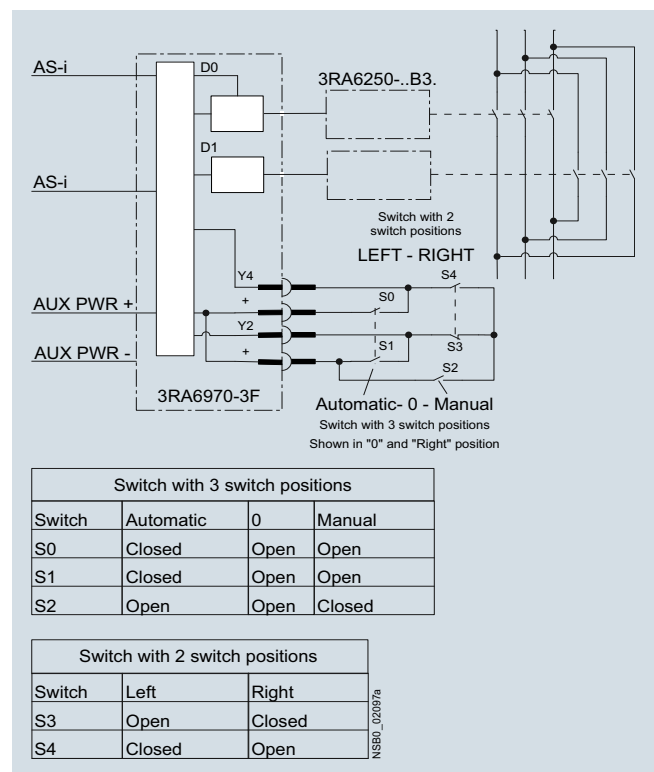 AS-i
D0
3RA6250-..B3.
D1
AS-i
Switch with 2
switch positions
LEFT - RIGHT
Y4
S4
+
S0
AUX PWR +
Y2
S3
AUX PWR -
+
S1
S2
3RA6970-3F
Automatic- 0 - Manual
Switch with 3 switch positions
Shown in "0" and "Right" position
Switch with 3 switch positions
Switch Automatic 0 Manual
S0 Closed Open Open
S1 Closed Open Open
S2 Open Open Closed
Switch with 2 switch positions
Switch Left Right
S3 Open Closed
S4 Closed Open
NSB0_02097a